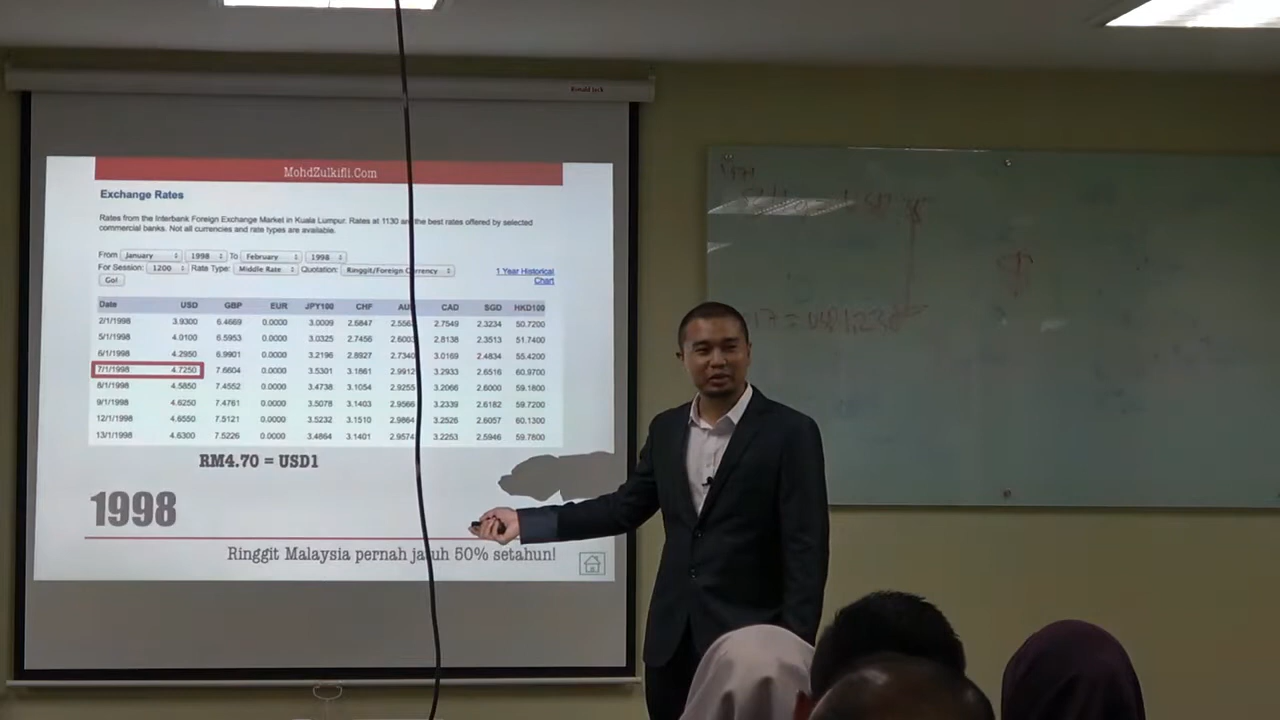 Ronald Jack
MohdZulkifli.Com
Exchange Rates
Rates from the Interbank Foreign Exchange Market in Kuala Lumpur. Rates at 1130 are the best rates offered by selected
commercial banks. Not all currencies and rate types are available.
From January 1998 To February 1998
For Session: 1200 Rate Type: Middle Rate Quotation: Ringgit/Foreign Currency 1 Year Historical
Go! Chart
Date USD GBP EUR JPY100 CHF CAD SGD HKD100
2/1/1998 3.9300 6.4669 0.0000 3.0009 2.6847 2.7549 2.3234 50.7200
5/1/1998 4.0100 6.5953 0.0000 3.0325 2.7456 2.6003 2.8138 2.3513 51.7400
6/1/1998 4.2950 6.9901 0.0000 3.2196 2.8927 2.7340 3.0169 2.4834 55.4200
7/1/1998 4.7250 7.6604 0.0000 3.5301 3.1861 2.9912 3.2933 2.6516 60.9700
8/1/1998 4.5850 7.4552 0.0000 3.4738 3.1054 2.9255 3.2066 2.6000 59.1800
9/1/1998 4.6250 7.4761 0.0000 3.5078 3.1403 2.9566 3.2339 2.6182 59.7200
12/1/1998 4.6550 7.5121 0.0000 3.5232 3.1510 2.9864 3.2526 2.6057 60.1300
13/1/1998 4.6300 7.5226 0.0000 3.4864 3.1401 2.9574 3.2253 2.5946 59.7800
RM4.70 = USD1
1998
Ringgit Malaysia pernah jatuh 50% setahun!
1971